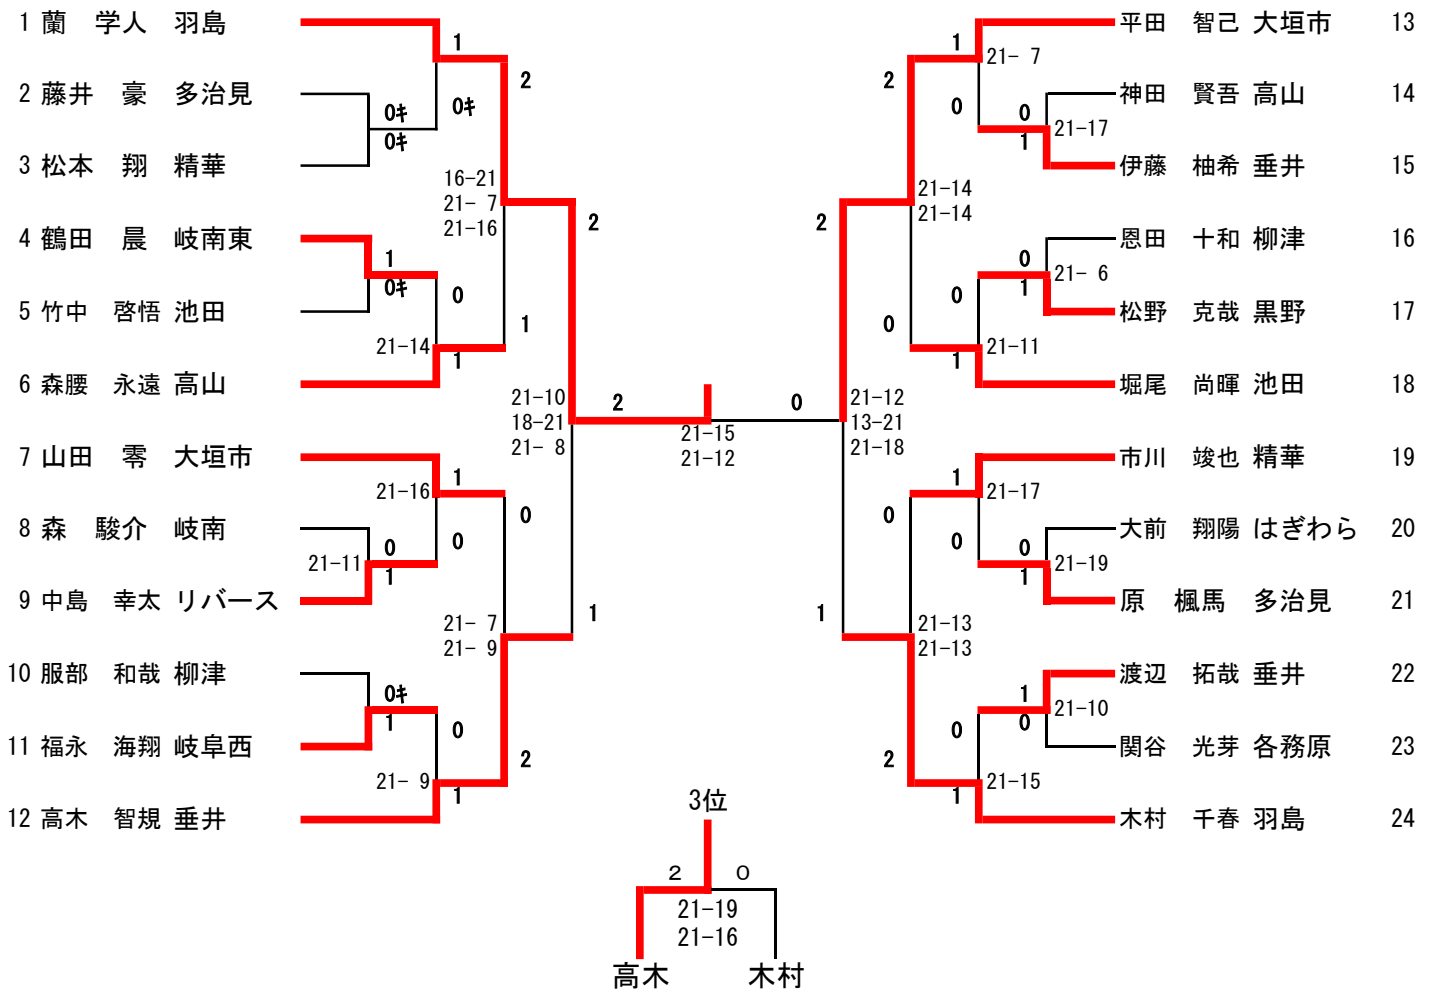 1 蘭 学人 羽島
2 藤井 豪 多治見
3 松本 翔 精華
4 鶴田 晨 岐南東
5 竹中 啓悟 池田
6 森腰 永遠 高山
7 山田 零 大垣市
8 森 駿介 岐南
9 中島 幸太 リバース
10 服部 和哉 柳津
11 福永 海翔 岐阜西
12 高木 智規 垂井
1
0ｷ
0ｷ
0ｷ
2
16-21
21- 7
21-16
1
0ｷ
0
21-14
1
1
2
21-10
18-21
21- 8
1
21-16
0
0
21-11
0
1
21- 7
21- 9
1
0ｷ
1
0
21- 9
1
2
2
0
21-15
21-12
平田 智己 大垣市 13
神田 賢吾 高山 14
伊藤 柚希 垂井 15
恩田 十和 柳津 16
松野 克哉 黒野 17
堀尾 尚暉 池田 18
市川 竣也 精華 19
大前 翔陽 はぎわら 20
原 楓馬 多治見 21
渡辺 拓哉 垂井 22
関谷 光芽 各務原 23
木村 千春 羽島 24
1
21- 7
2
0
0
21-17
1
21-14
21-14
2
0
21- 6
1
0
0
21-11
1
21-12
13-21
21-18
1
21-17
0
0
0
21-19
1
1
21-13
21-13
1
21-10
0
0
2
21-15
1
3位
2 0
21-19
21-16
高木 木村